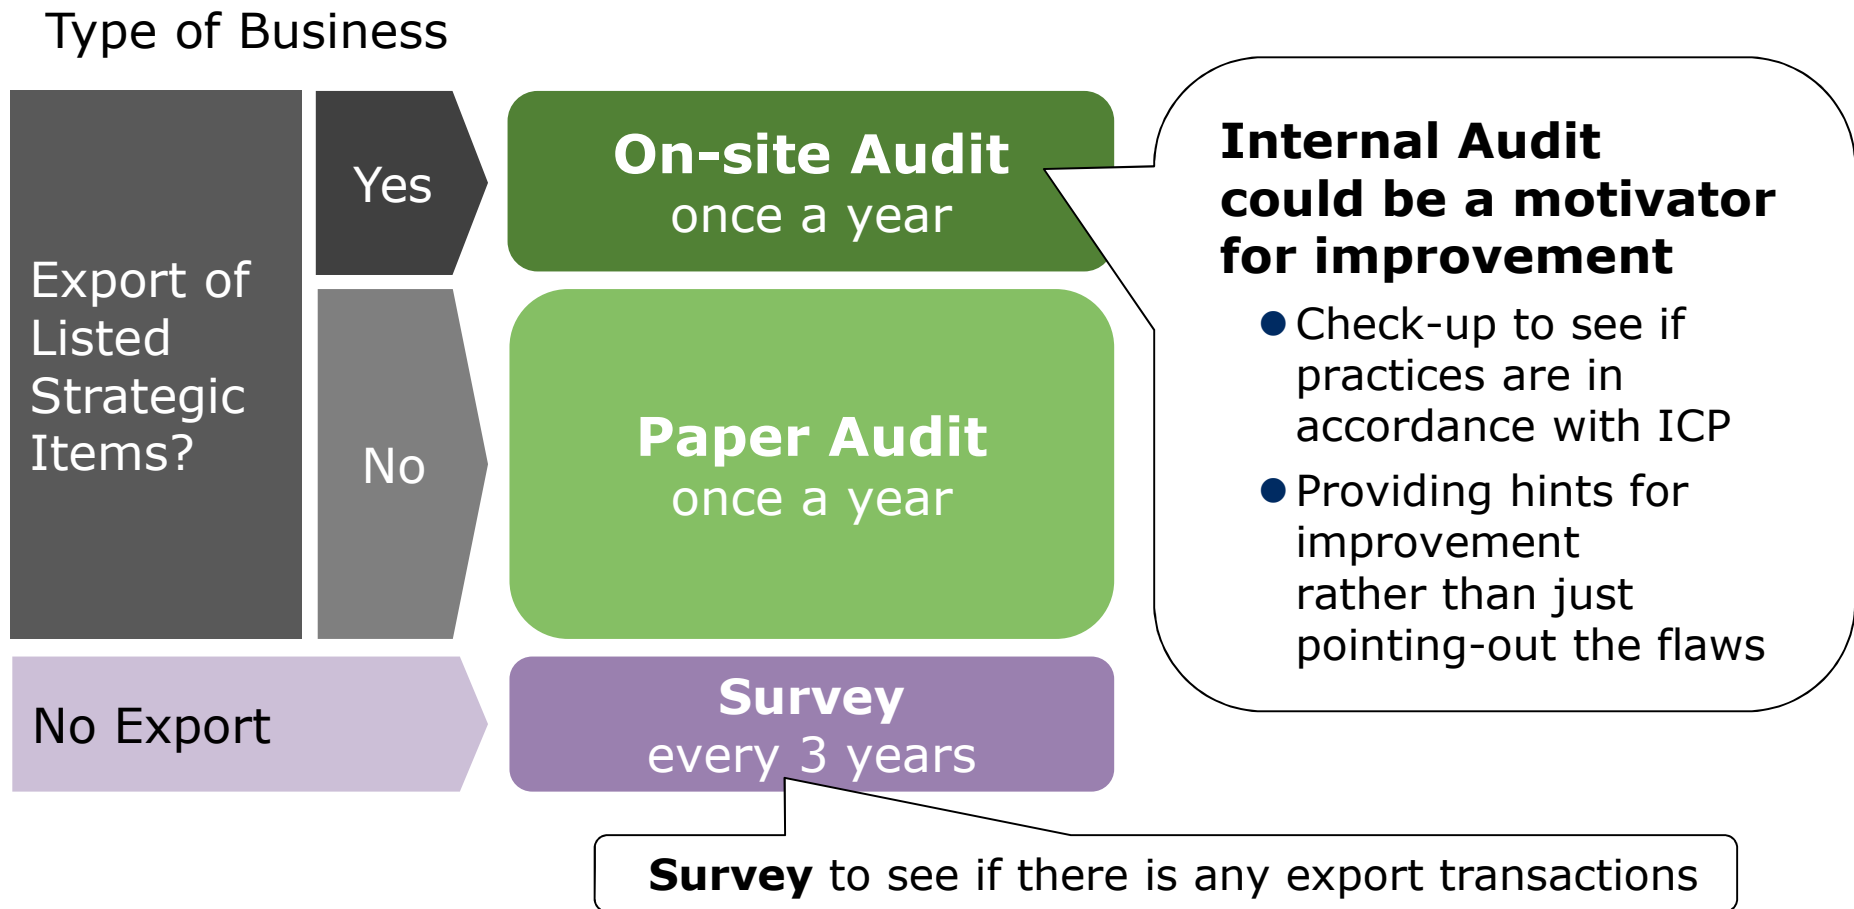 Type of Business
Export of
Listed
Strategic
Items?
Yes
On-site Audit
once a year
No
Paper Audit
once a year
No Export
Survey
every 3 years
Internal Audit
could be a motivator
for improvement
● Check-up to see if
practices are in
accordance with ICP
● Providing hints for
improvement
rather than just
pointing-out the flaws
Survey to see if there is any export transactions